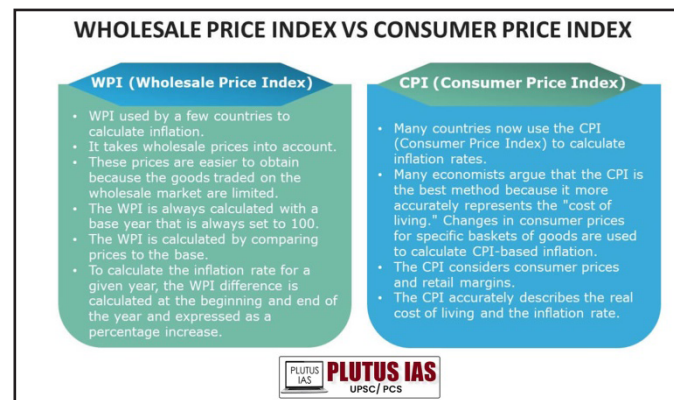 WHOLESALE PRICE INDEX VS CONSUMER PRICE INDEX
WPI (Wholesale Price Index)
• WPI used by a few countries to
calculate inflation.
• It takes wholesale prices into account.
• These prices are easier to obtain
because the goods traded on the
wholesale market are limited.
• The WPI is always calculated with a
base year that is always set to 100.
• The WPI is calculated by comparing
prices to the base.
• To calculate the inflation rate for a
given year, the WPI difference is
calculated at the beginning and end of
the year and expressed as a
percentage increase.
CPI (Consumer Price Index)
• Many countries now use the CPI
(Consumer Price Index) to calculate
inflation rates.
• Many economists argue that the CPI is
the best method because it more
accurately represents the "cost of
living." Changes in consumer prices
for specific baskets of goods are used
to calculate CPI-based inflation.
• The CPI considers consumer prices
and retail margins.
• The CPI accurately describes the real
cost of living and the inflation rate.
PLUTUS
IAS
PLUTUS IAS
UPSC/ PCS